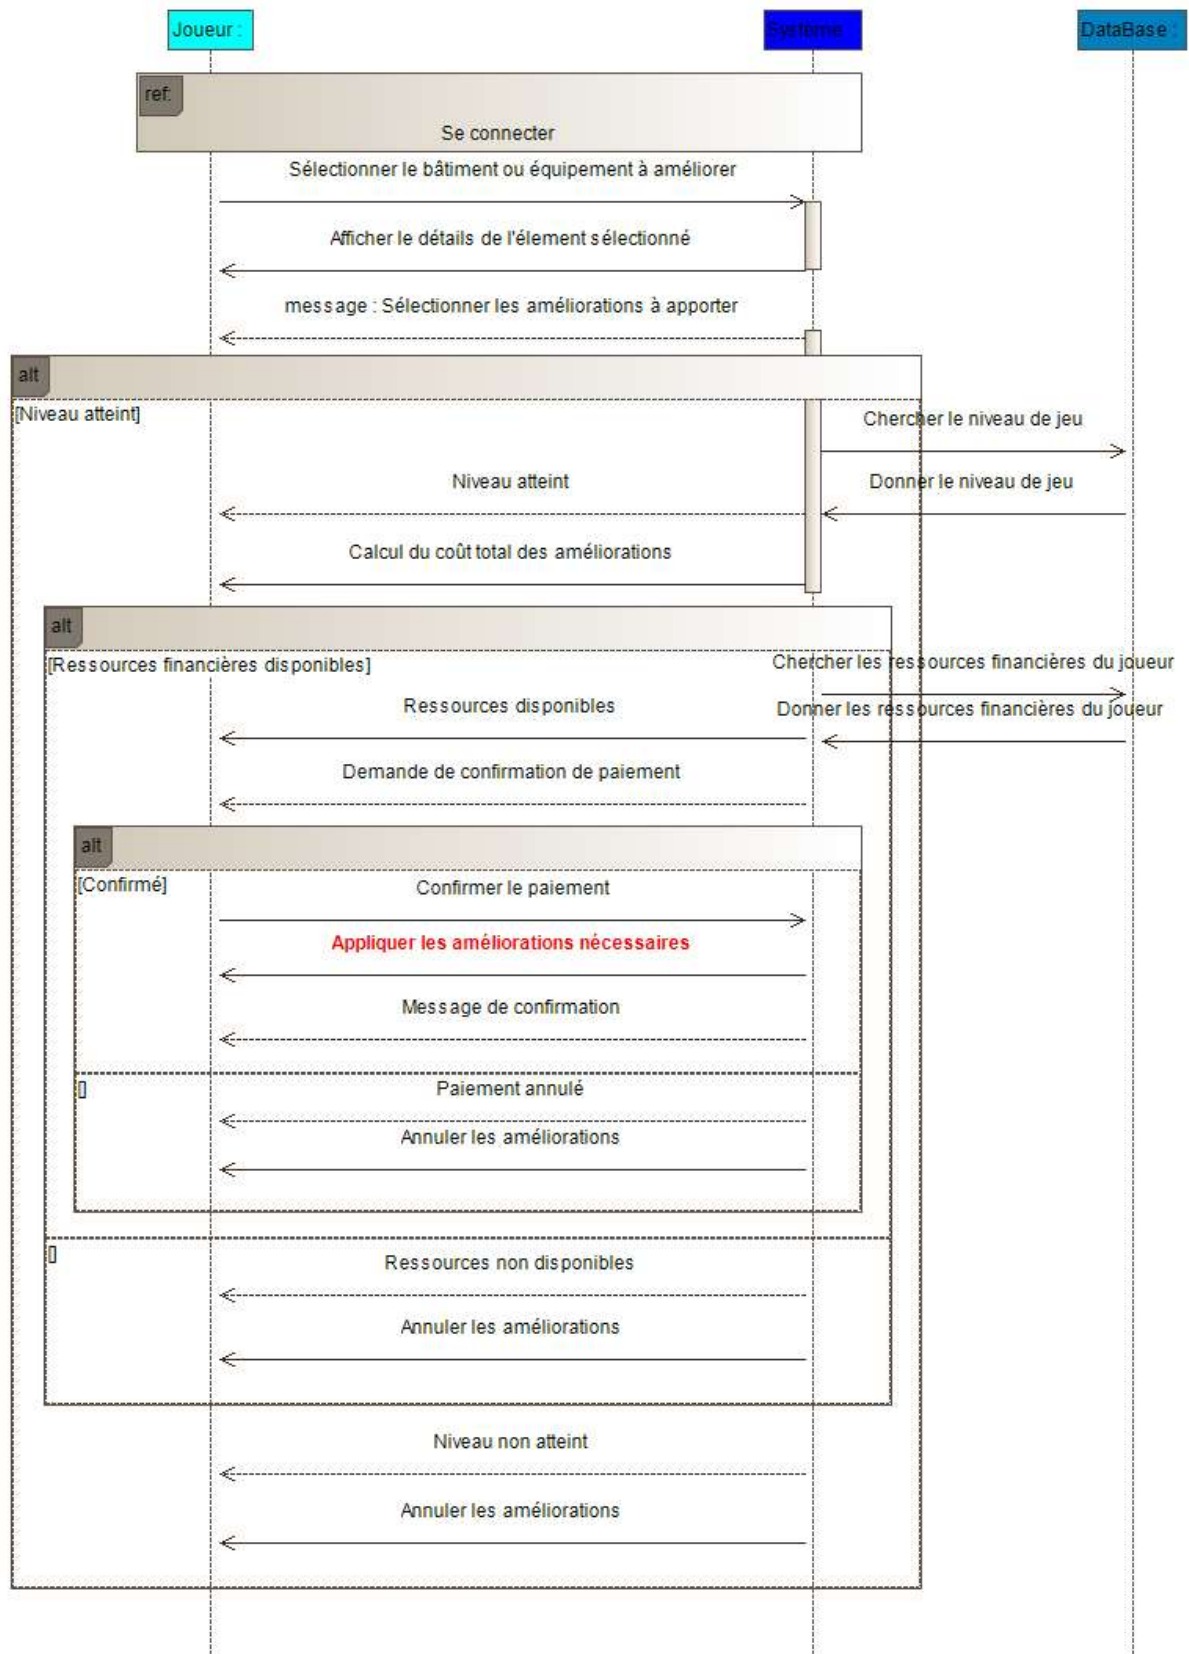 Joueur :
Système :
DataBase :
ref:
Se connecter
Sélectionner le bâtiment ou équipement à améliorer
Afficher le détails de l'élement sélectionné
message : Sélectionner les améliorations à apporter
alt
[Niveau atteint]
Chercher le niveau de jeu
Niveau atteint
Donner le niveau de jeu
Calcul du coût total des améliorations
alt
[Ressources financières disponibles]
Chercher les ressources financières du joueur
Ressources disponibles
Donner les ressources financières du joueur
Demande de confirmation de paiement
alt
[Confirmé]
Confirmer le paiement
Appliquer les améliorations nécessaires
Message de confirmation
[]
Paiement annulé
Annuler les améliorations
[]
Ressources non disponibles
Annuler les améliorations
Niveau non atteint
Annuler les améliorations